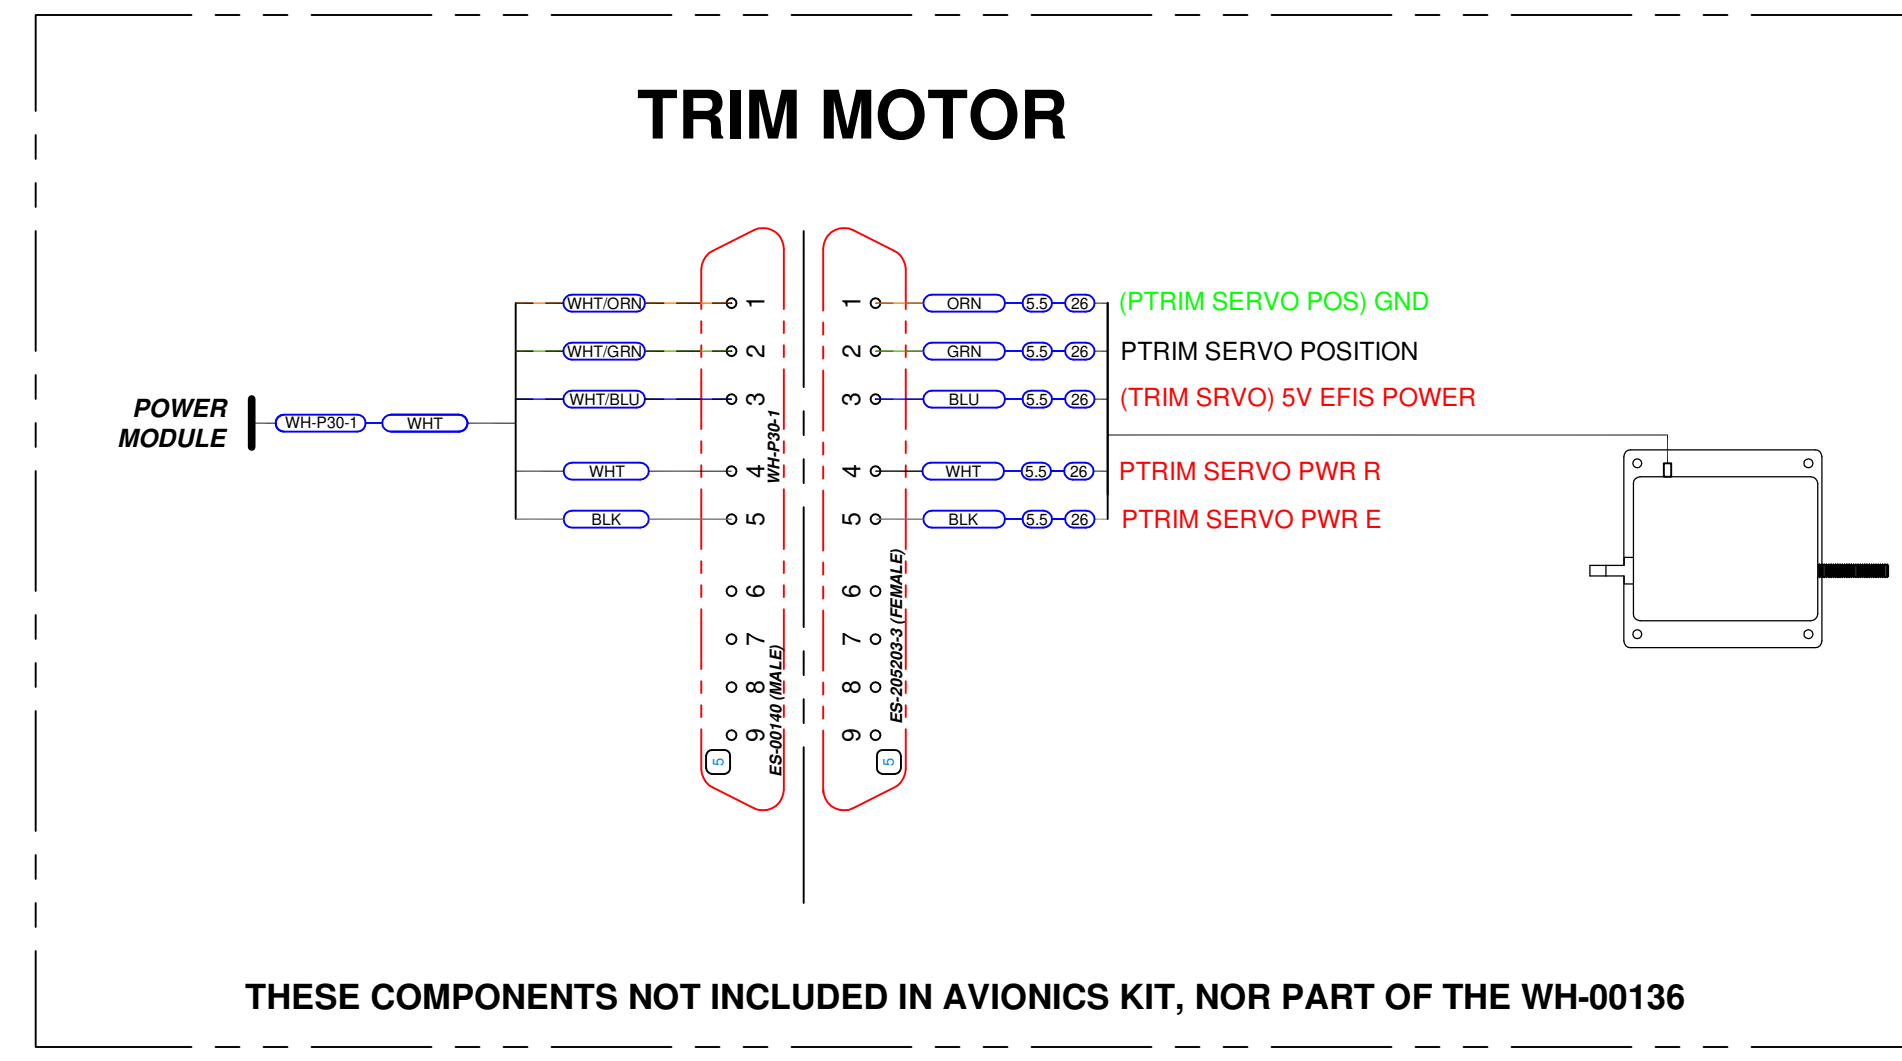 TRIM MOTOR
POWER
MODULE
WH-P30-1 WHT
WHT/ORN 1 1 ORN 5.5 26 (PTRIM SERVO POS) GND
WHT/GRN 2 2 GRN 5.5 26 PTRIM SERVO POSITION
WHT/BLU 3 3 BLU 5.5 26 (TRIM SRVO) 5V EFIS POWER
WHT 4 4 WHT 5.5 26 PTRIM SERVO PWR R
BLK 5 5 BLK 5.5 26 PTRIM SERVO PWR E
6 6
7 7
8 8
9 9
5 5
WH-P30-1
ES-00140 (MALE)
ES-205203-3 (FEMALE)
THESE COMPONENTS NOT INCLUDED IN AVIONICS KIT, NOR PART OF THE WH-00136